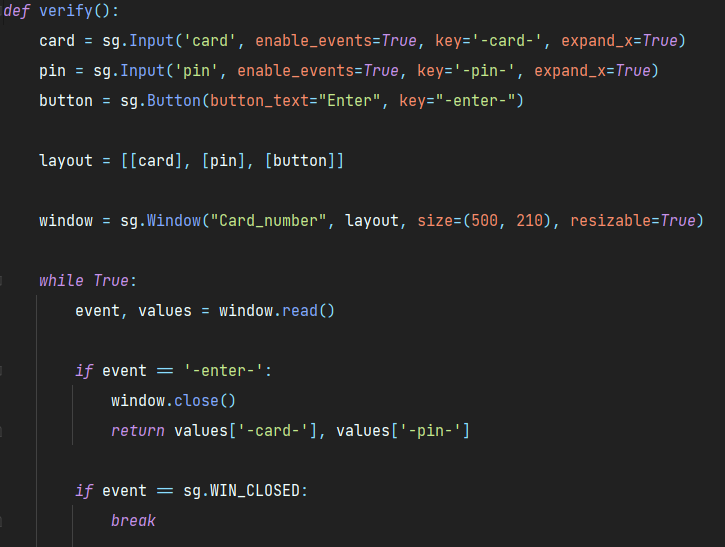 def verify():
    card = sg.Input('card', enable_events=True, key='-card-', expand_x=True)
    pin = sg.Input('pin', enable_events=True, key='-pin-', expand_x=True)
    button = sg.Button(button_text="Enter", key="-enter-")
    layout = [[card], [pin], [button]]
    window = sg.Window("Card_number", layout, size=(500, 210), resizable=True)
    while True:
        event, values = window.read()
        if event == '-enter-':
            window.close()
            return values['-card-'], values['-pin-']
        if event == sg.WIN_CLOSED:
            break